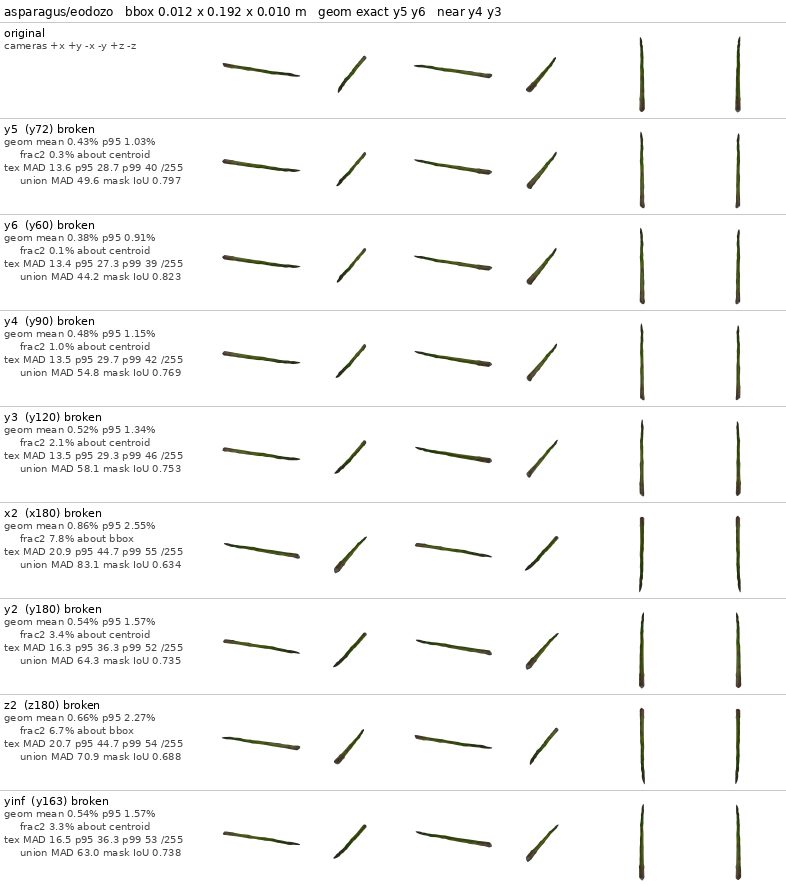 asparagus/eodozo bbox 0.012 x 0.192 x 0.010 m geom exact y5 y6 near y4 y3
original
cameras +x +y -x -y +z -z
y5 (y72) broken
geom mean 0.43% p95 1.03%
frac2 0.3% about centroid
tex MAD 13.6 p95 28.7 p99 40 /255
union MAD 49.6 mask IoU 0.797
y6 (y60) broken
geom mean 0.38% p95 0.91%
frac2 0.1% about centroid
tex MAD 13.4 p95 27.3 p99 39 /255
union MAD 44.2 mask IoU 0.823
y4 (y90) broken
geom mean 0.48% p95 1.15%
frac2 1.0% about centroid
tex MAD 13.5 p95 29.7 p99 42 /255
union MAD 54.8 mask IoU 0.769
y3 (y120) broken
geom mean 0.52% p95 1.34%
frac2 2.1% about centroid
tex MAD 13.5 p95 29.3 p99 46 /255
union MAD 58.1 mask IoU 0.753
x2 (x180) broken
geom mean 0.86% p95 2.55%
frac2 7.8% about bbox
tex MAD 20.9 p95 44.7 p99 55 /255
union MAD 83.1 mask IoU 0.634
y2 (y180) broken
geom mean 0.54% p95 1.57%
frac2 3.4% about centroid
tex MAD 16.3 p95 36.3 p99 52 /255
union MAD 64.3 mask IoU 0.735
z2 (z180) broken
geom mean 0.66% p95 2.27%
frac2 6.7% about bbox
tex MAD 20.7 p95 44.7 p99 54 /255
union MAD 70.9 mask IoU 0.688
yinf (y163) broken
geom mean 0.54% p95 1.57%
frac2 3.3% about centroid
tex MAD 16.5 p95 36.3 p99 53 /255
union MAD 63.0 mask IoU 0.738